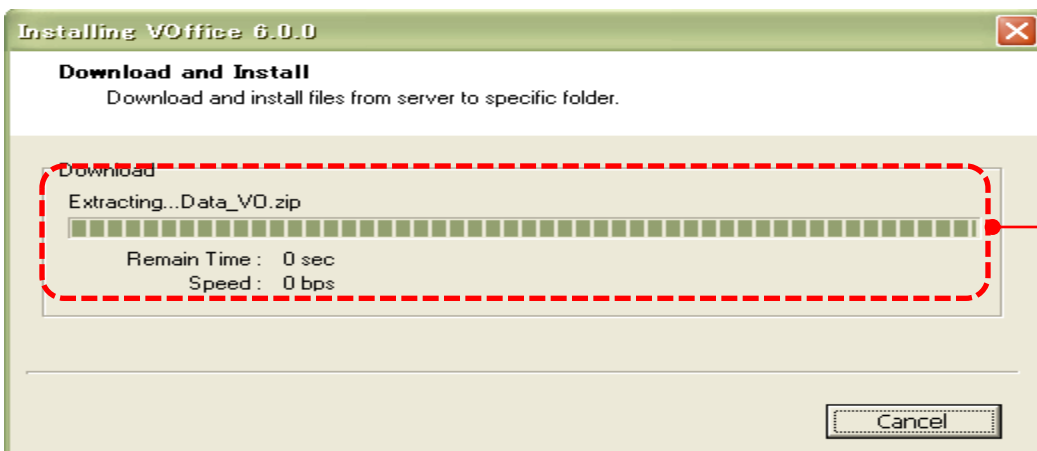 Installing VOffice 6.0.0
Download and Install
Download and install files from server to specific folder.
Download
Extracting...Data_VO.zip
Remain Time : 0 sec
Speed : 0 bps
Cancel